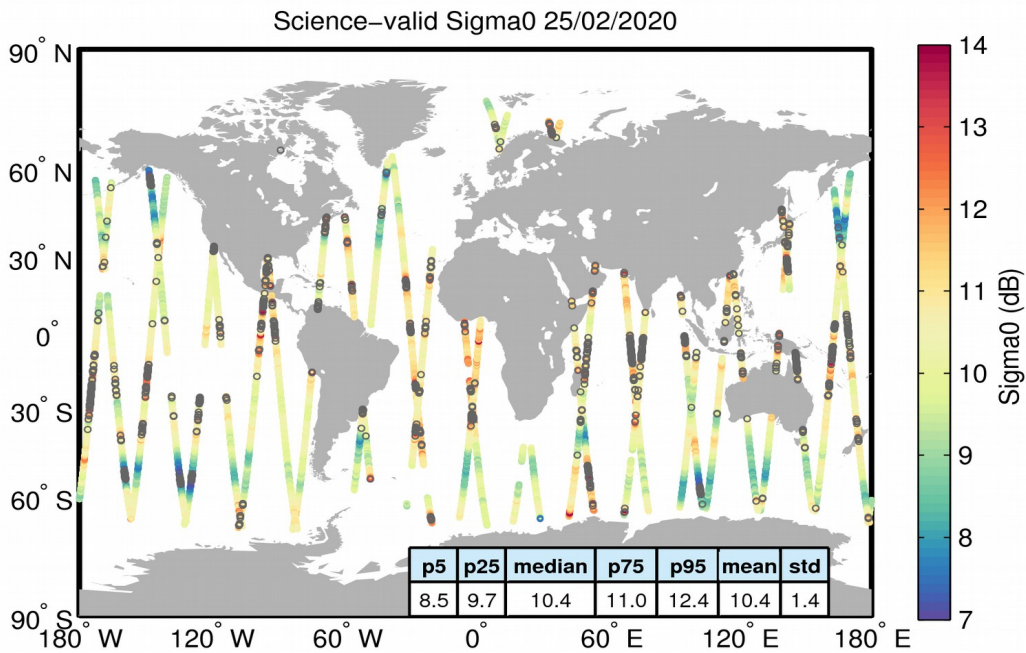 Science−valid Sigma0 25/02/2020
90° N
60° N
30° N
0°
30° S
60° S
90° S
180° W
120° W
60° W
0°
60° E
120° E
180° E
p5 p25 median p75 p95 mean std
8.5 9.7 10.4 11.0 12.4 10.4 1.4
14
13
12
11
10
9
8
7
Sigma0 (dB)